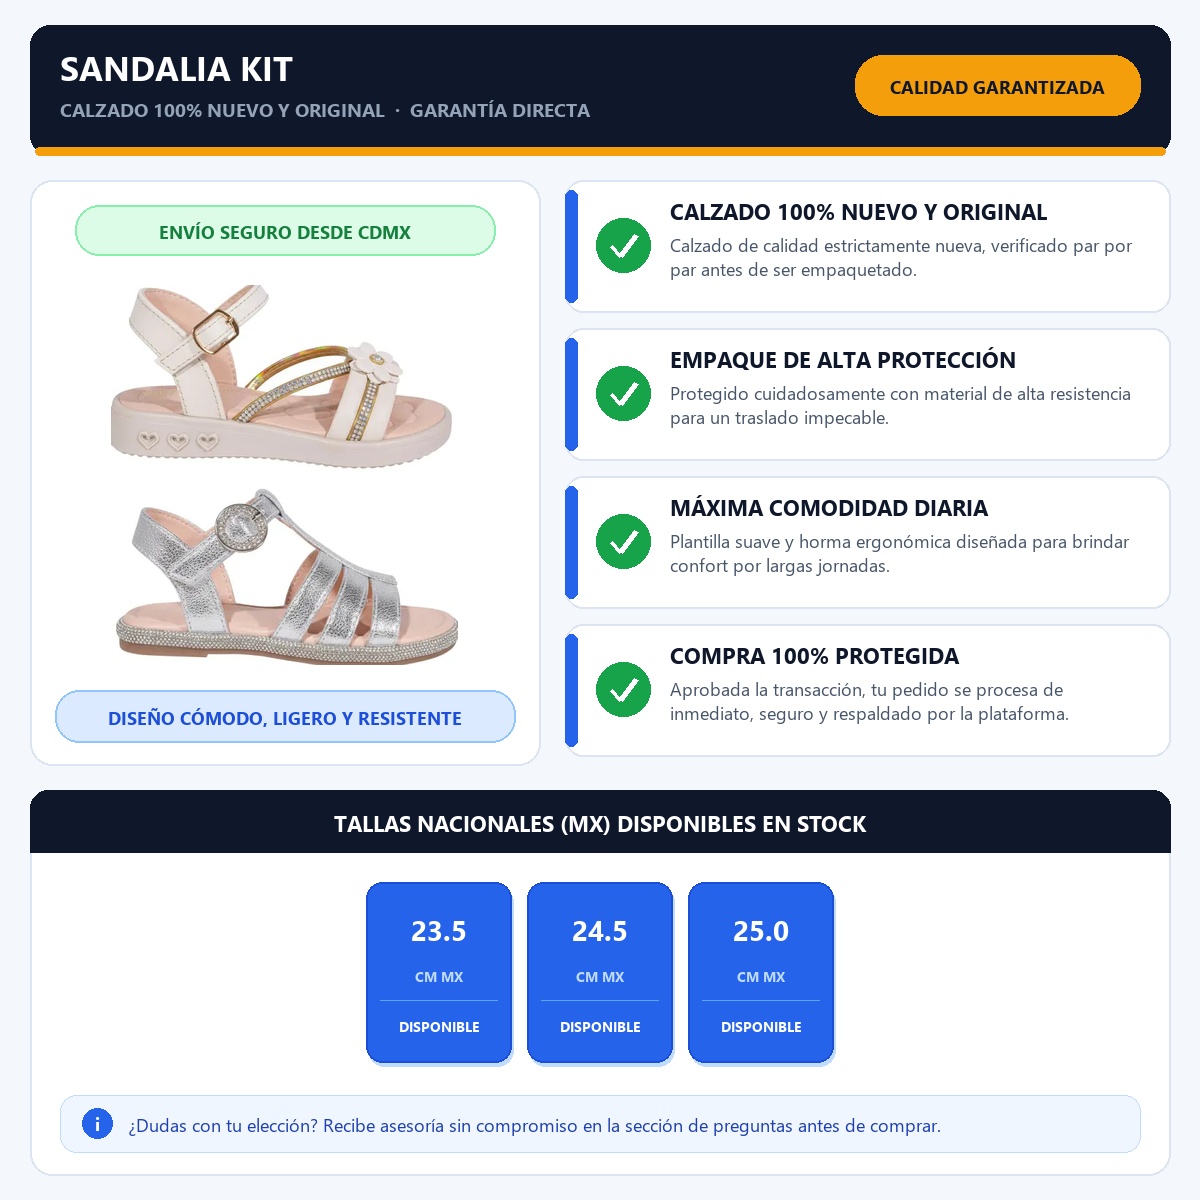 SANDALIA KIT
CALZADO 100% NUEVO Y ORIGINAL · GARANTÍA DIRECTA
CALIDAD GARANTIZADA
ENVÍO SEGURO DESDE CDMX
DISEÑO CÓMODO, LIGERO Y RESISTENTE
CALZADO 100% NUEVO Y ORIGINAL
Calzado de calidad estrictamente nueva, verificado par por
par antes de ser empaquetado.
EMPAQUE DE ALTA PROTECCIÓN
Protegido cuidadosamente con material de alta resistencia
para un traslado impecable.
MÁXIMA COMODIDAD DIARIA
Plantilla suave y horma ergonómica diseñada para brindar
confort por largas jornadas.
COMPRA 100% PROTEGIDA
Aprobada la transacción, tu pedido se procesa de
inmediato, seguro y respaldado por la plataforma.
TALLAS NACIONALES (MX) DISPONIBLES EN STOCK
23.5
CM MX
DISPONIBLE
24.5
CM MX
DISPONIBLE
25.0
CM MX
DISPONIBLE
i
¿Dudas con tu elección? Recibe asesoría sin compromiso en la sección de preguntas antes de comprar.